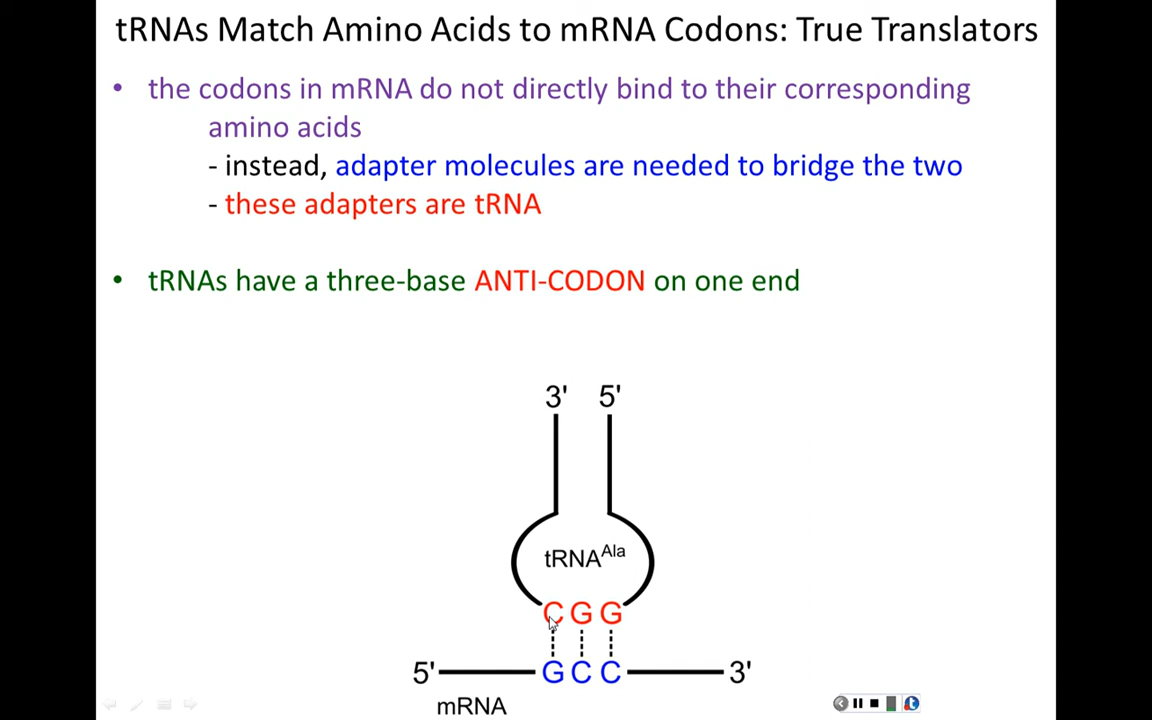 tRNAs Match Amino Acids to mRNA Codons: True Translators
• the codons in mRNA do not directly bind to their corresponding
amino acids
- instead, adapter molecules are needed to bridge the two
- these adapters are tRNA
• tRNAs have a three-base ANTI-CODON on one end
3' 5'
tRNAAla
C G G
5' G C C 3'
mRNA